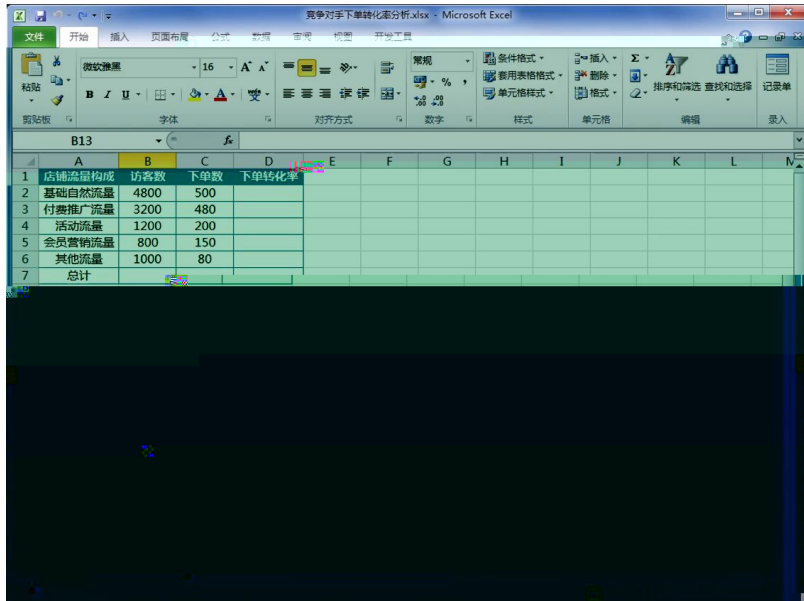 竞争对手下单转化率分析.xlsx - Microsoft Excel
文件 开始 插入 页面布局 公式 数据 审阅 视图 开发工具
粘贴 微软雅黑 16 常规 条件格式 套用表格格式 单元格样式 插入 删除 格式 排序和筛选 查找和选择 记录单
剪贴板 字体 对齐方式 数字 样式 单元格 编辑 录入
B13 fx
A B C D E F G H I J K L M
1 店铺流量构成 访客数 下单数 下单转化率
2 基础自然流量 4800 500
3 付费推广流量 3200 480
4 活动流量 1200 200
5 会员营销流量 800 150
6 其他流量 1000 80
7 总计